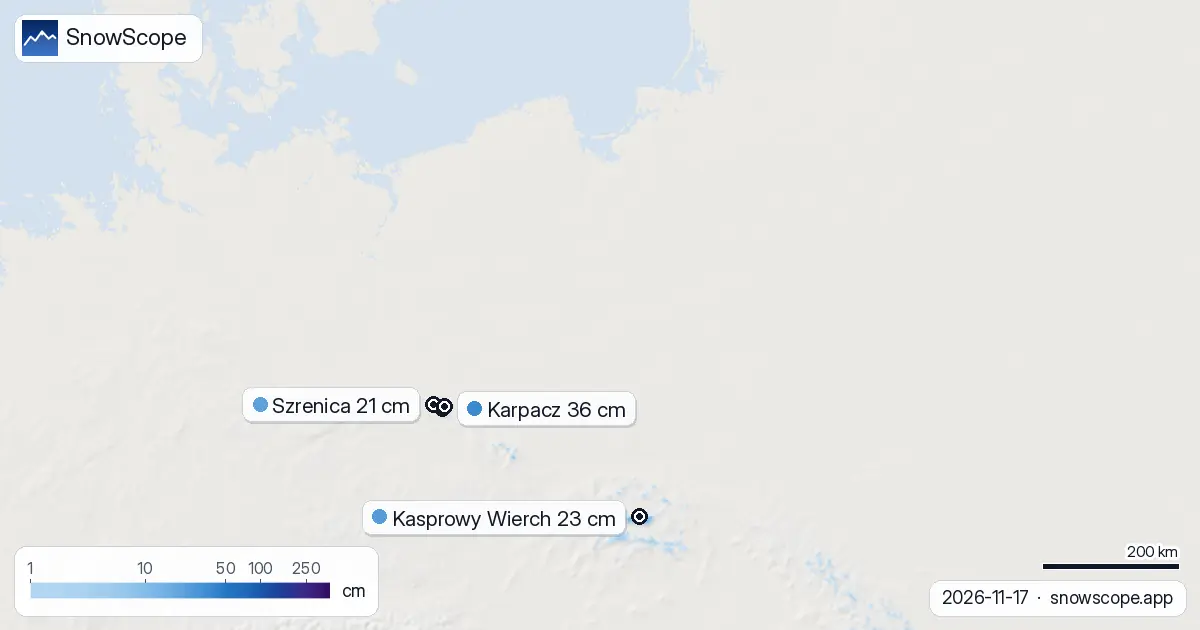 SnowScope
Szrenica 21 cm
Karpacz 36 cm
Kasprowy Wierch 23 cm
1 10 50 100 250
cm
200 km
2026-11-17 · snowscope.app